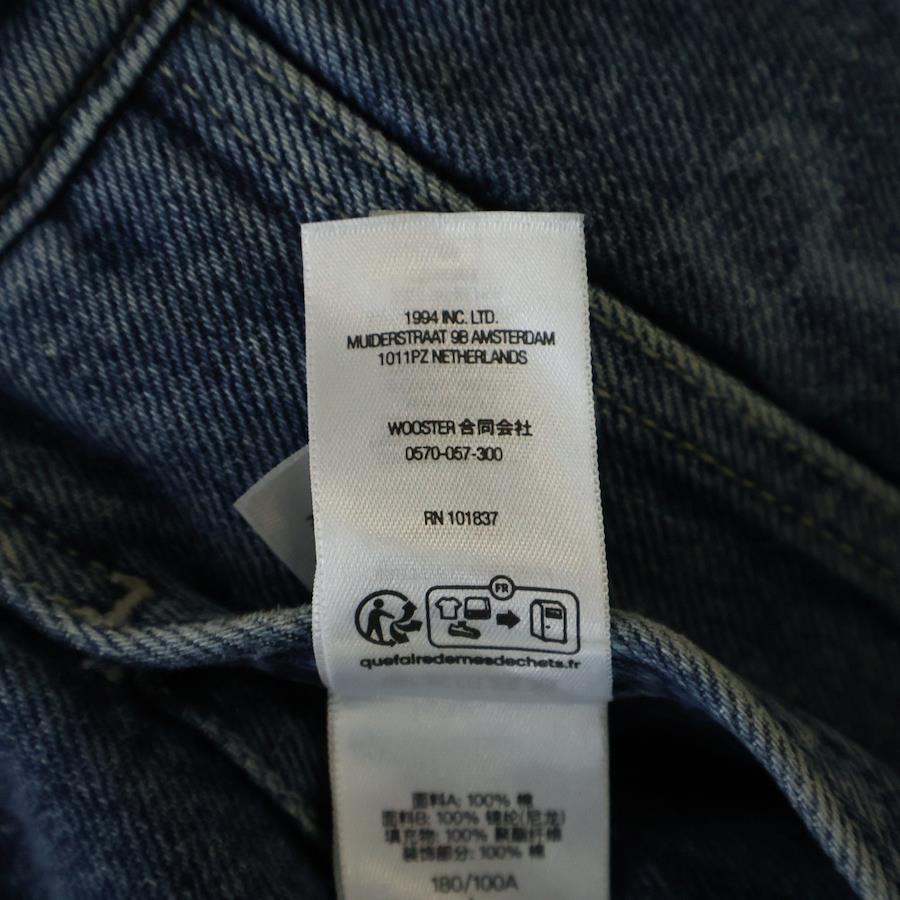 1994 INC. LTD.
MUIDERSTRAAT 9B AMSTERDAM
1011PZ NETHERLANDS
WOOSTER 合同会社
0570-057-300
RN 101837
FR
quefairedemesdechets.fr
面料A: 100% 棉
面料B: 100% 锦纶(尼龙)
填充物: 100% 聚酯纤维
装饰部分: 100% 棉
180/100A